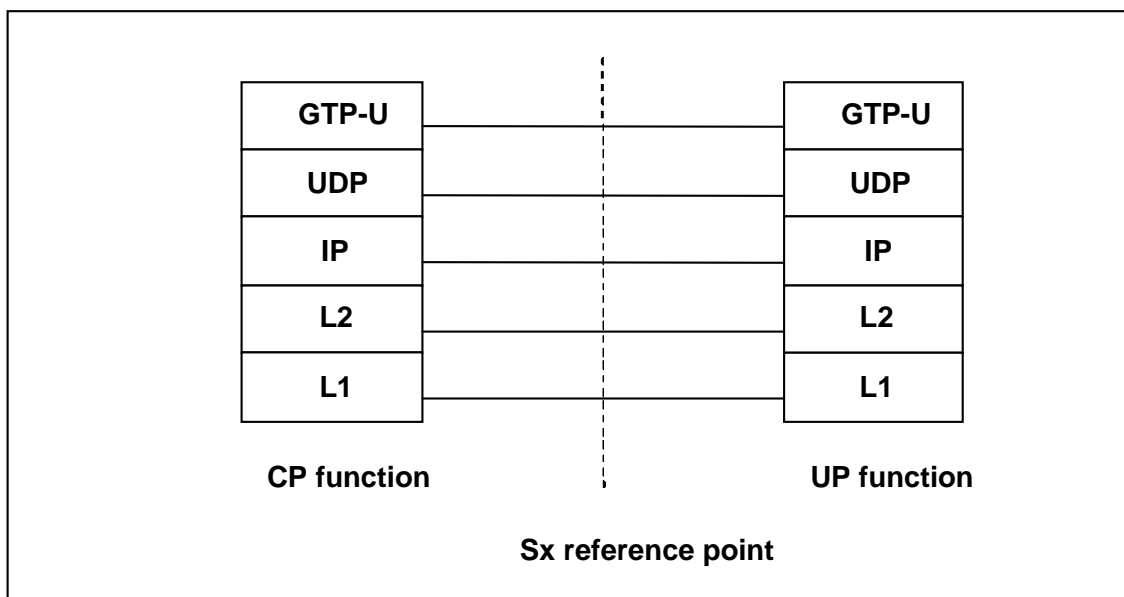 GTP-U GTP-U
UDP UDP
IP IP
L2 L2
L1 L1
CP function UP function
Sx reference point